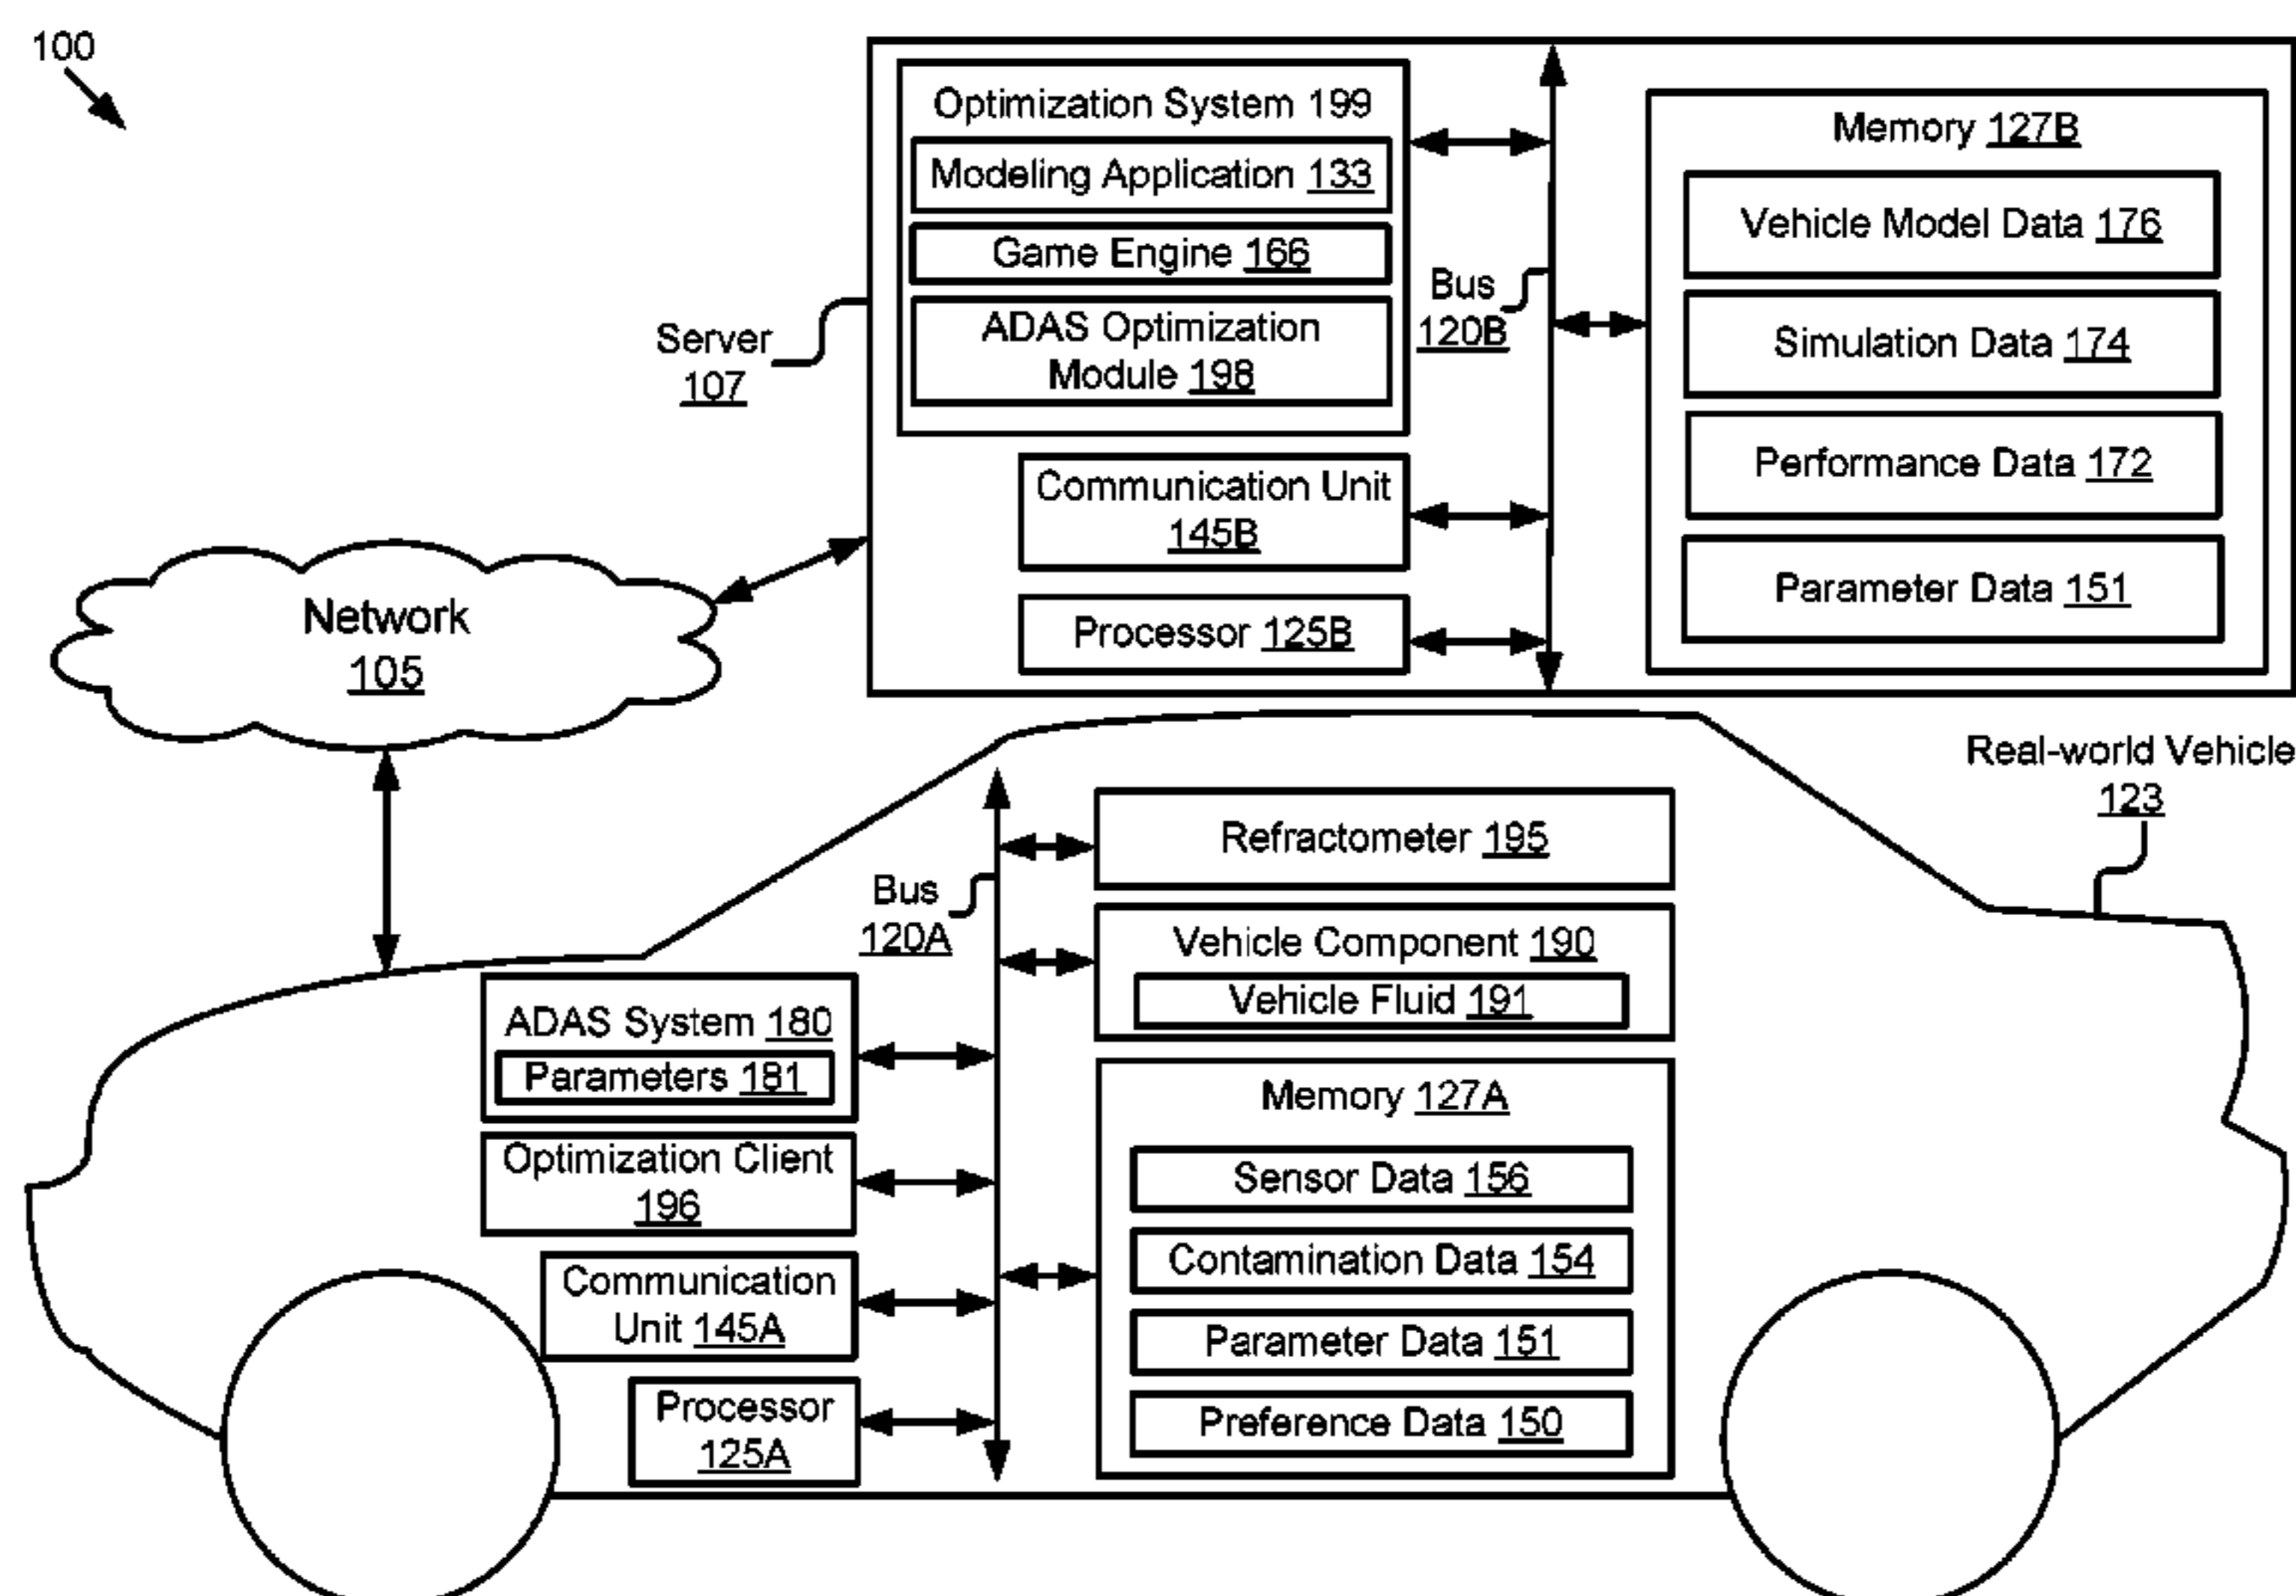 100
Optimization System 199
Modeling Application 133
Game Engine 166
ADAS Optimization
Module 198
Server
107
Bus
120B
Memory 127B
Vehicle Model Data 176
Simulation Data 174
Performance Data 172
Parameter Data 151
Communication Unit
145B
Processor 125B
Network
105
Real-world Vehicle
123
Bus
120A
Refractometer 195
Vehicle Component 190
Vehicle Fluid 191
ADAS System 180
Parameters 181
Optimization Client
196
Communication
Unit 145A
Processor
125A
Memory 127A
Sensor Data 156
Contamination Data 154
Parameter Data 151
Preference Data 150